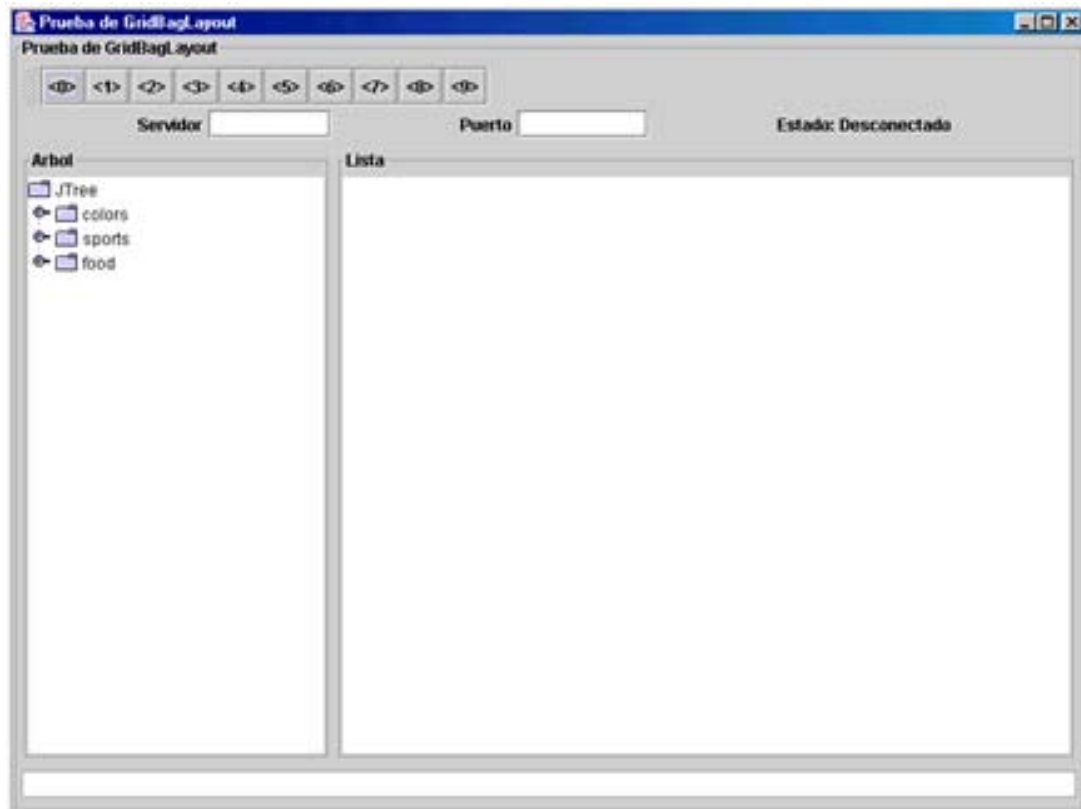 Prueba de GridBagLayout
Prueba de GridBagLayout
<0> <1> <2> <3> <4> <5> <6> <7> <8> <9>
Servidor Puerto Estado: Desconectado
Arbol Lista
JTree
colors
sports
food